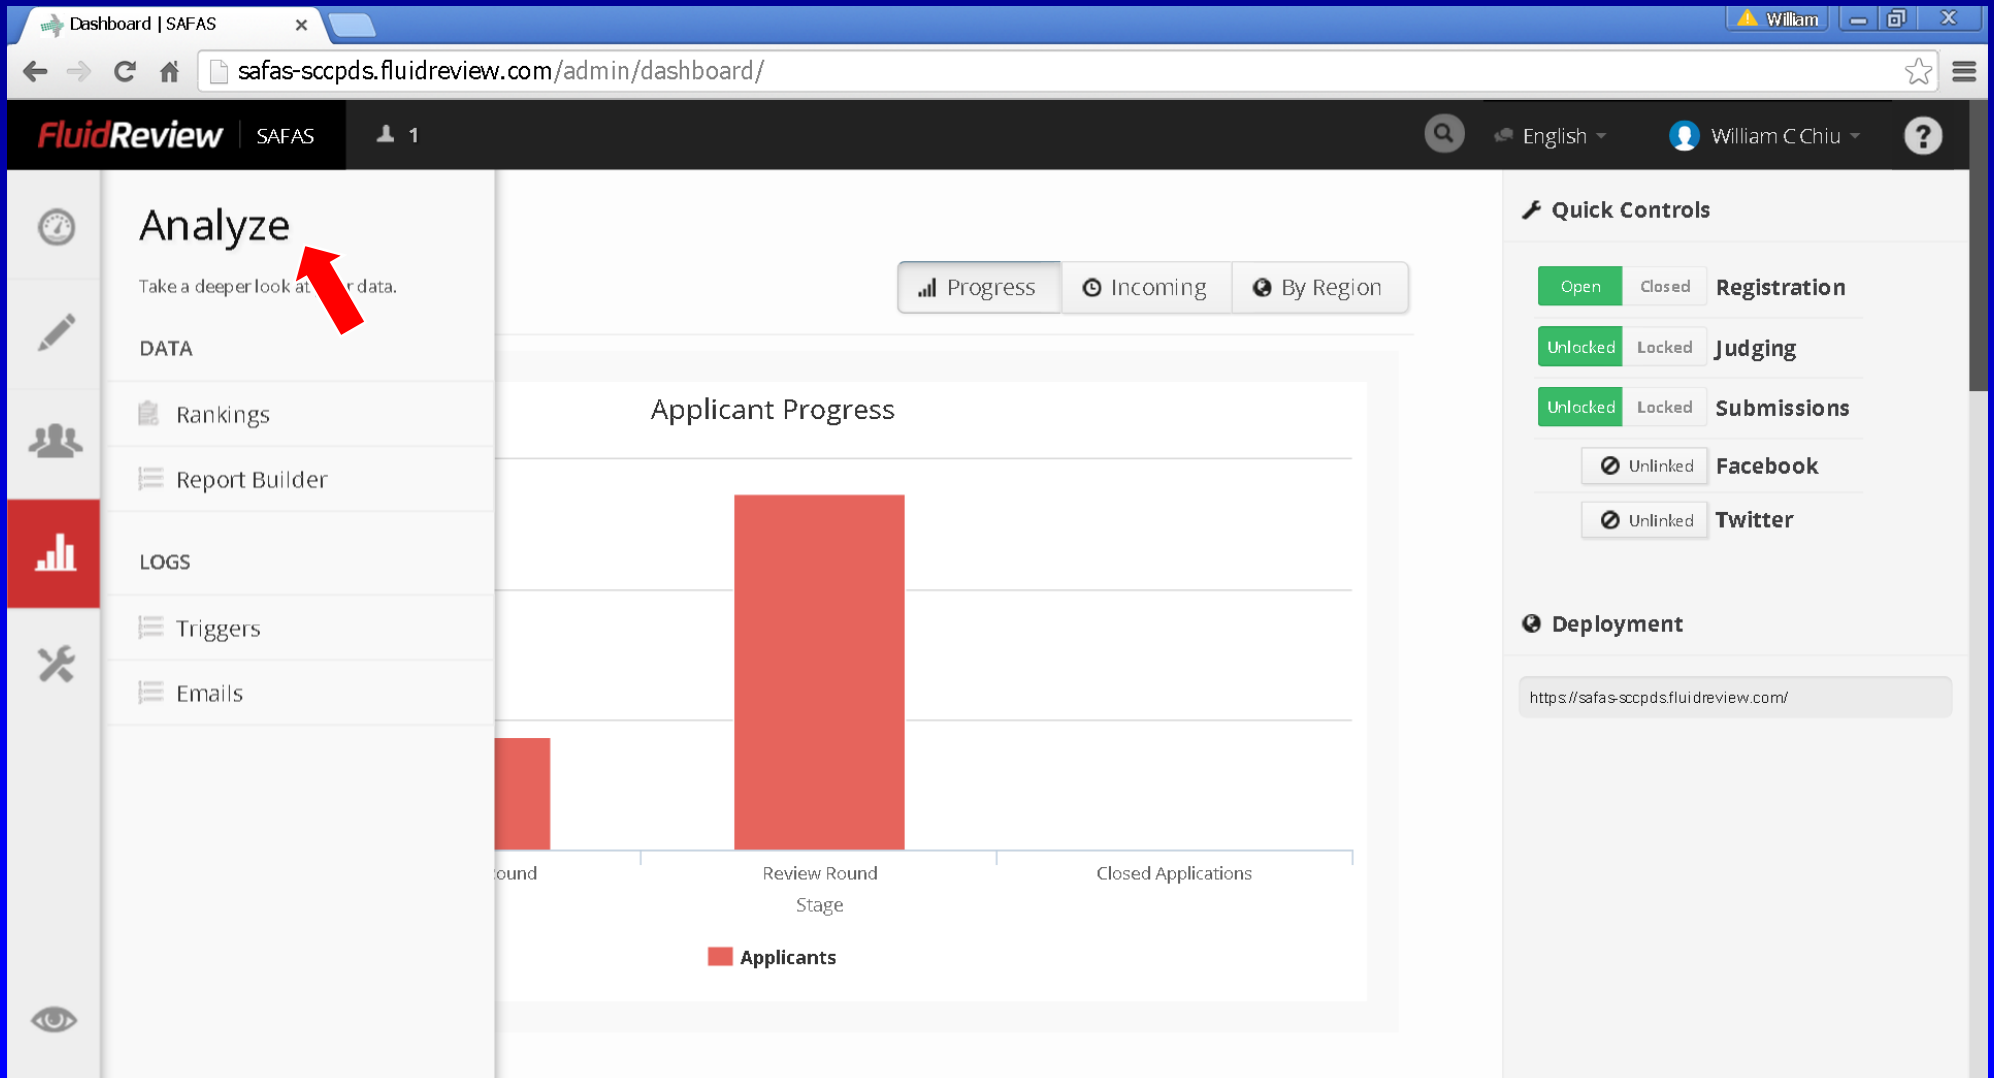 Dashboard | SAFAS
William
safas-sccpds.fluidreview.com/admin/dashboard/
FluidReview SAFAS 1 English William C Chiu ?
Analyze
Take a deeper look at data.
DATA
Rankings
Report Builder
LOGS
Triggers
Emails
Progress Incoming By Region
Applicant Progress
Review Round Closed Applications
Stage
Applicants
Quick Controls
Open Closed Registration
Unlocked Locked Judging
Unlocked Locked Submissions
Unlinked Facebook
Unlinked Twitter
Deployment
https://safas-sccpds.fluidreview.com/